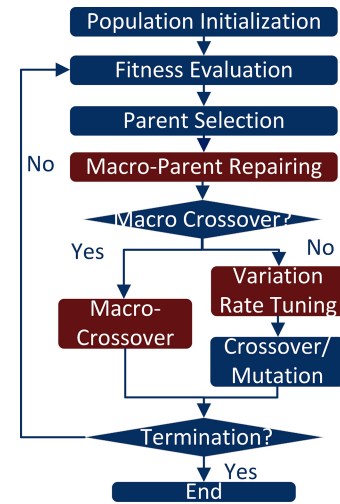 Population Initialization
Fitness Evaluation
Parent Selection
No
Macro-Parent Repairing
Macro Crossover?
Yes
No
Variation
Rate Tuning
Macro-
Crossover
Crossover/
Mutation
Termination?
Yes
End